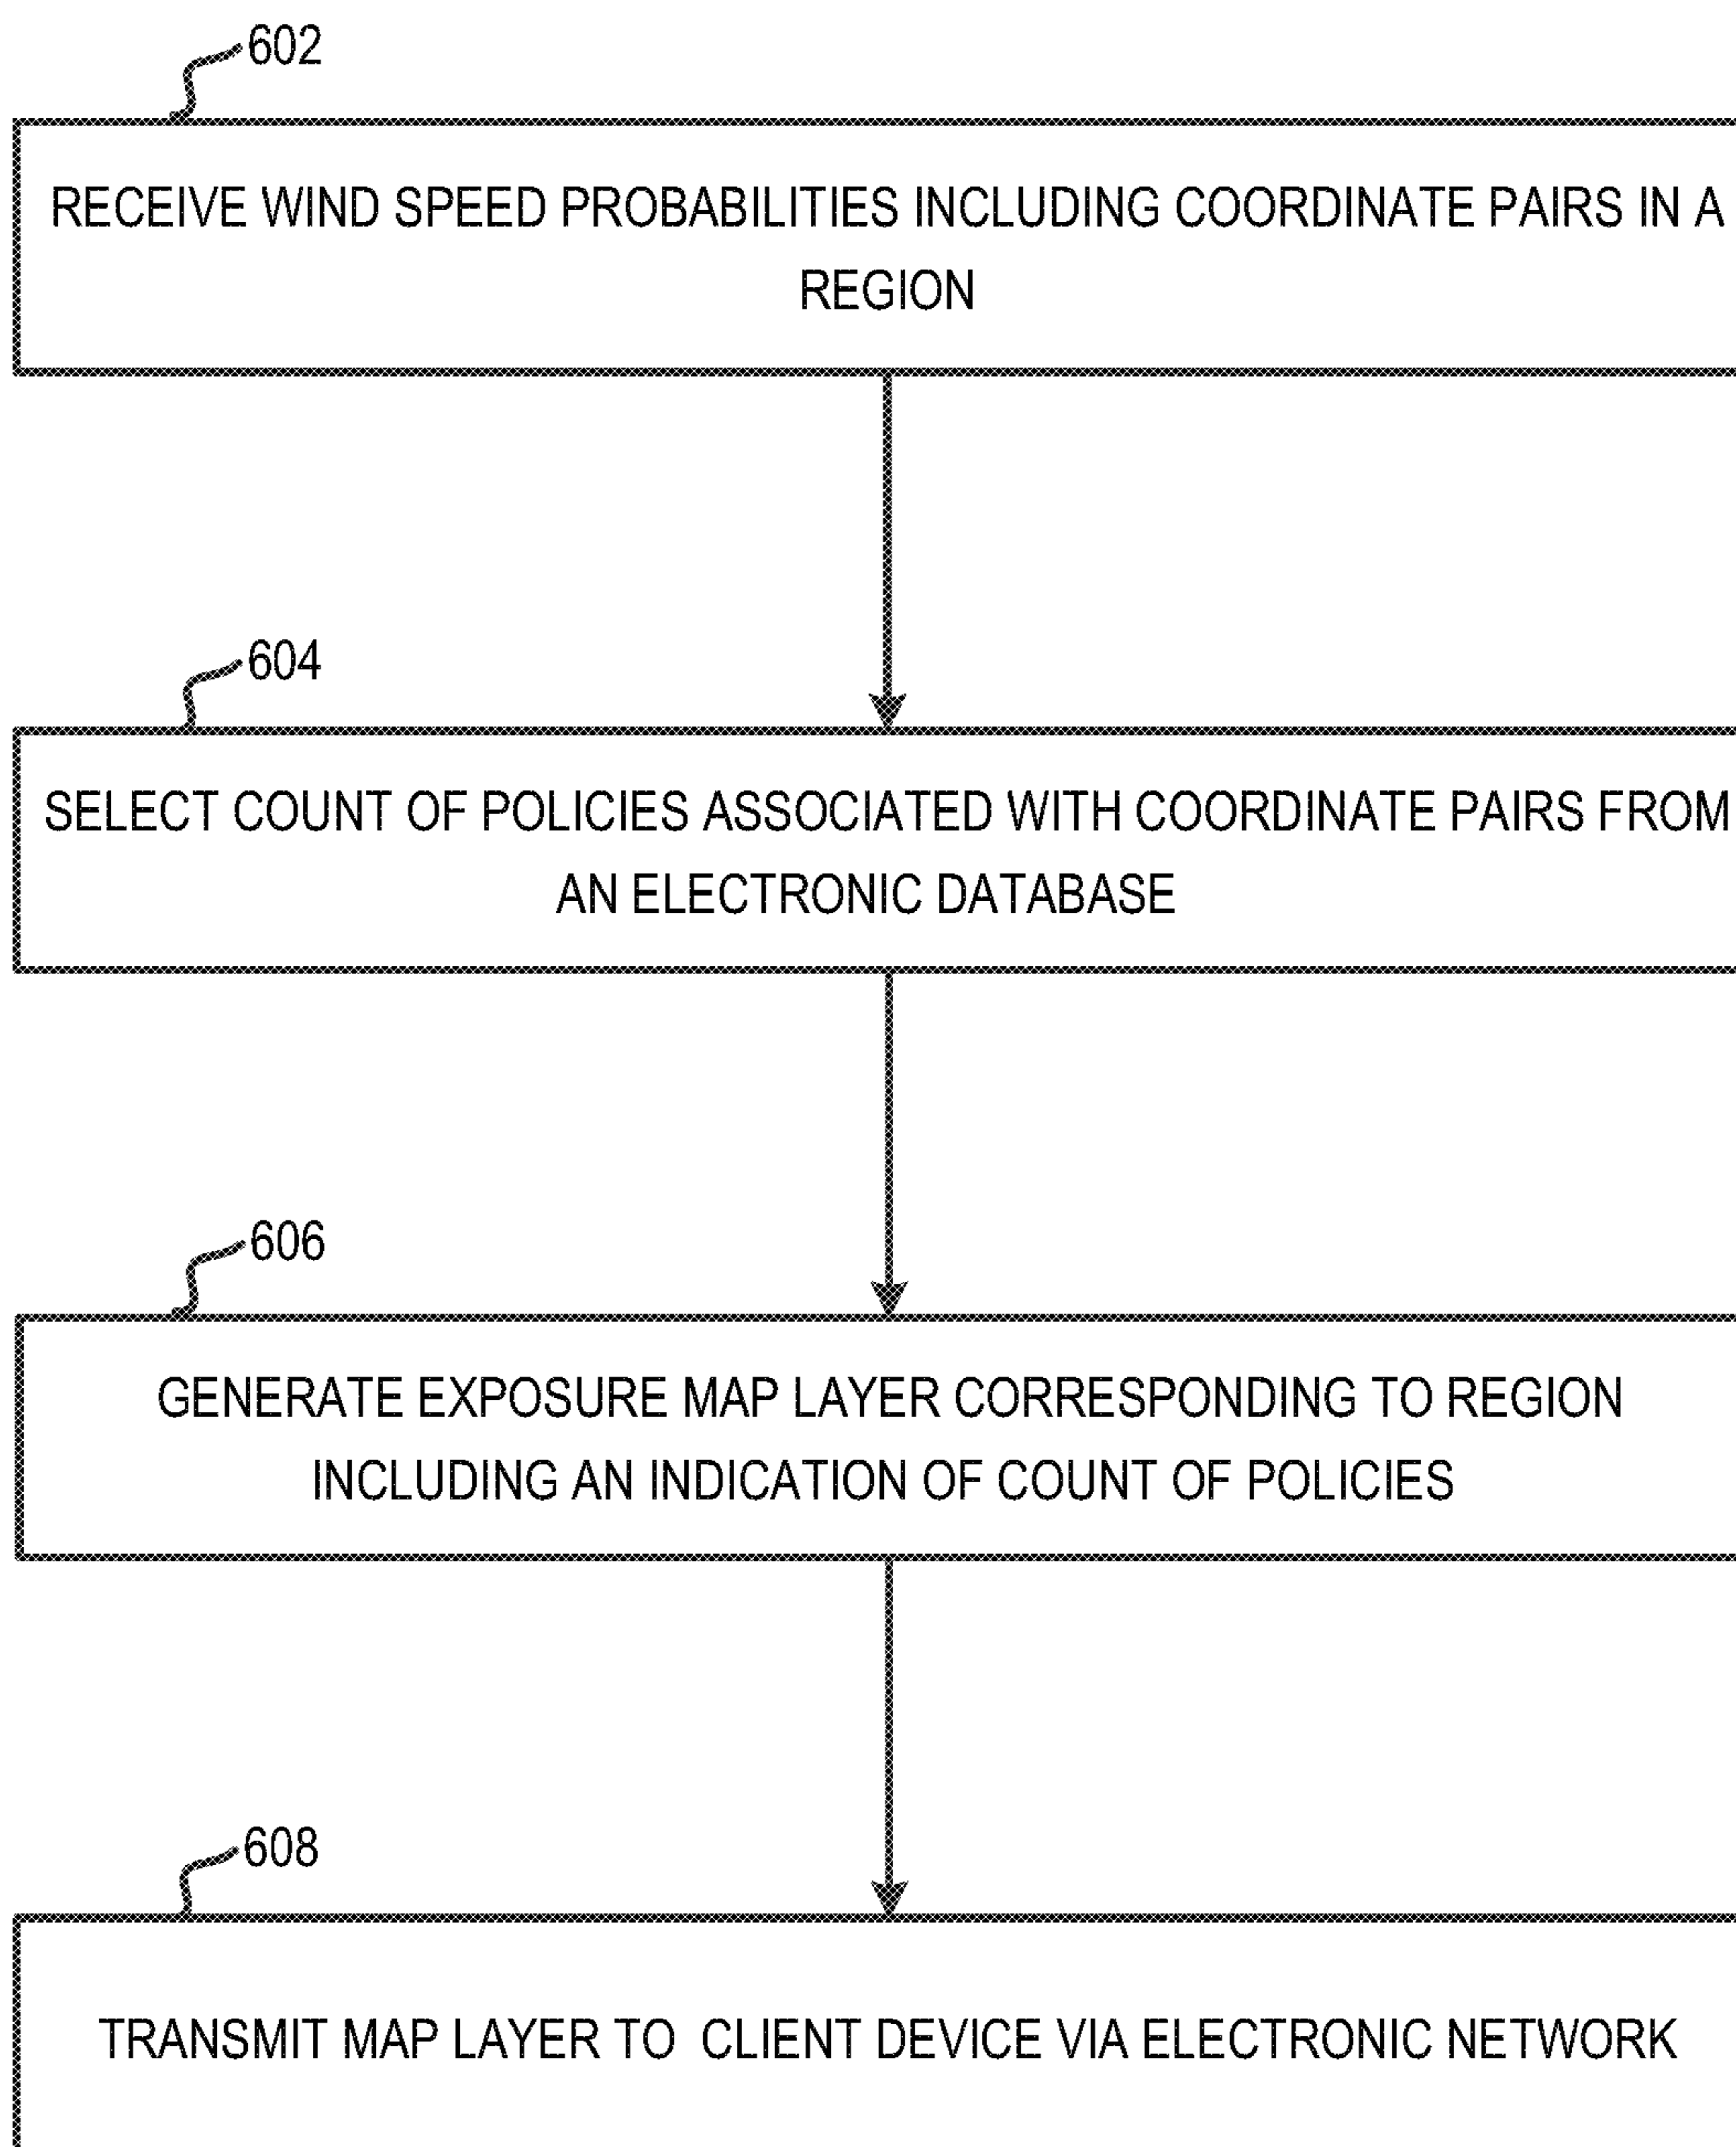 602
RECEIVE WIND SPEED PROBABILITIES INCLUDING COORDINATE PAIRS IN A
REGION
604
SELECT COUNT OF POLICIES ASSOCIATED WITH COORDINATE PAIRS FROM
AN ELECTRONIC DATABASE
606
GENERATE EXPOSURE MAP LAYER CORRESPONDING TO REGION
INCLUDING AN INDICATION OF COUNT OF POLICIES
608
TRANSMIT MAP LAYER TO CLIENT DEVICE VIA ELECTRONIC NETWORK